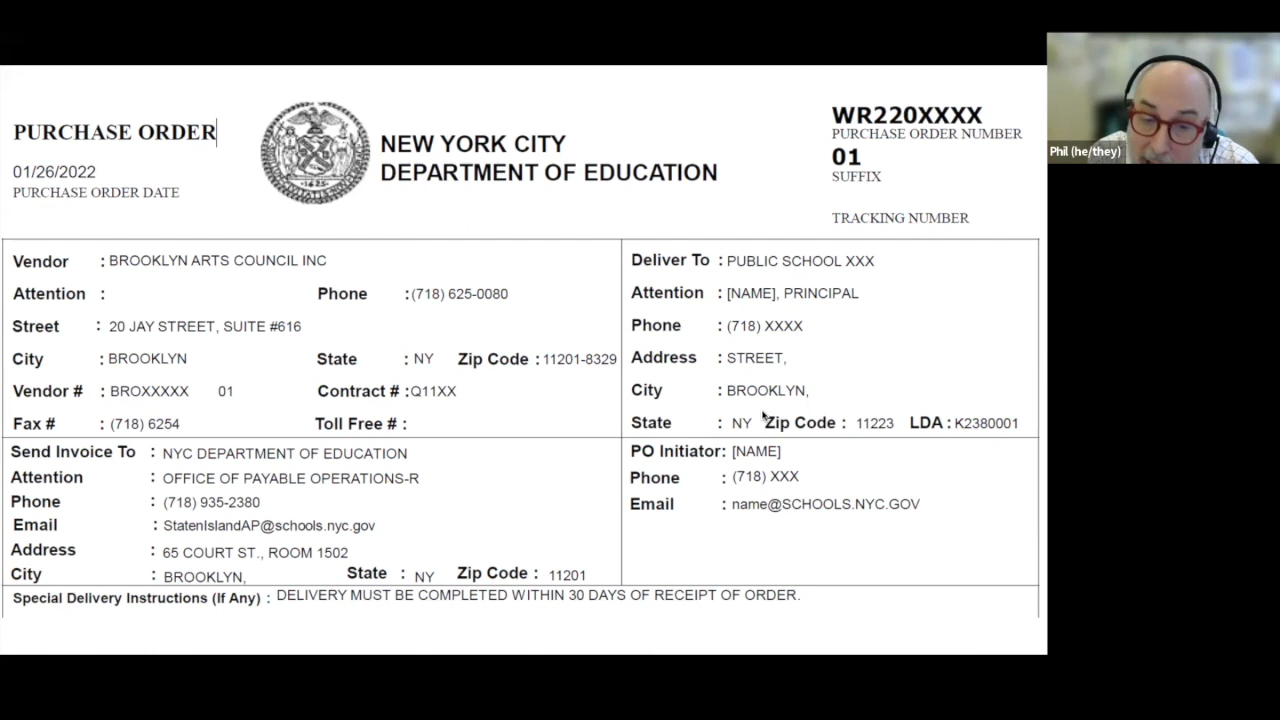 PURCHASE ORDER
01/26/2022
PURCHASE ORDER DATE
NEW YORK CITY
DEPARTMENT OF EDUCATION
WR220XXXX
PURCHASE ORDER NUMBER
01
SUFFIX
TRACKING NUMBER
Phil (he/they)
Vendor : BROOKLYN ARTS COUNCIL INC
Attention : Phone :(718) 625-0080
Street : 20 JAY STREET, SUITE #616
City : BROOKLYN State : NY Zip Code : 11201-8329
Vendor # : BROXXXXX 01 Contract # :Q11XX
Fax # : (718) 6254 Toll Free # :
Deliver To : PUBLIC SCHOOL XXX
Attention : [NAME], PRINCIPAL
Phone : (718) XXXX
Address : STREET,
City : BROOKLYN,
State : NY Zip Code : 11223 LDA : K2380001
Send Invoice To : NYC DEPARTMENT OF EDUCATION
Attention : OFFICE OF PAYABLE OPERATIONS-R
Phone : (718) 935-2380
Email : StatenIslandAP@schools.nyc.gov
Address : 65 COURT ST., ROOM 1502
City : BROOKLYN, State : NY Zip Code : 11201
PO Initiator: [NAME]
Phone : (718) XXX
Email : name@SCHOOLS.NYC.GOV
Special Delivery Instructions (If Any) : DELIVERY MUST BE COMPLETED WITHIN 30 DAYS OF RECEIPT OF ORDER.